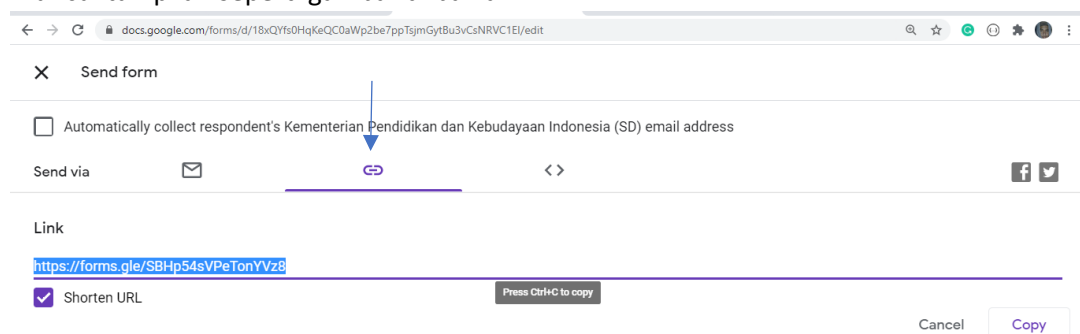 docs.google.com/forms/d/18xQYfs0HqKeQC0aWp2be7ppTsjmGytBu3vCsNRVC1EI/edit
Send form
Automatically collect respondent's Kementerian Pendidikan dan Kebudayaan Indonesia (SD) email address
Send via
Link
https://forms.gle/SBHp54sVPeTonYVz8
Shorten URL
Press Ctrl+C to copy
Cancel Copy